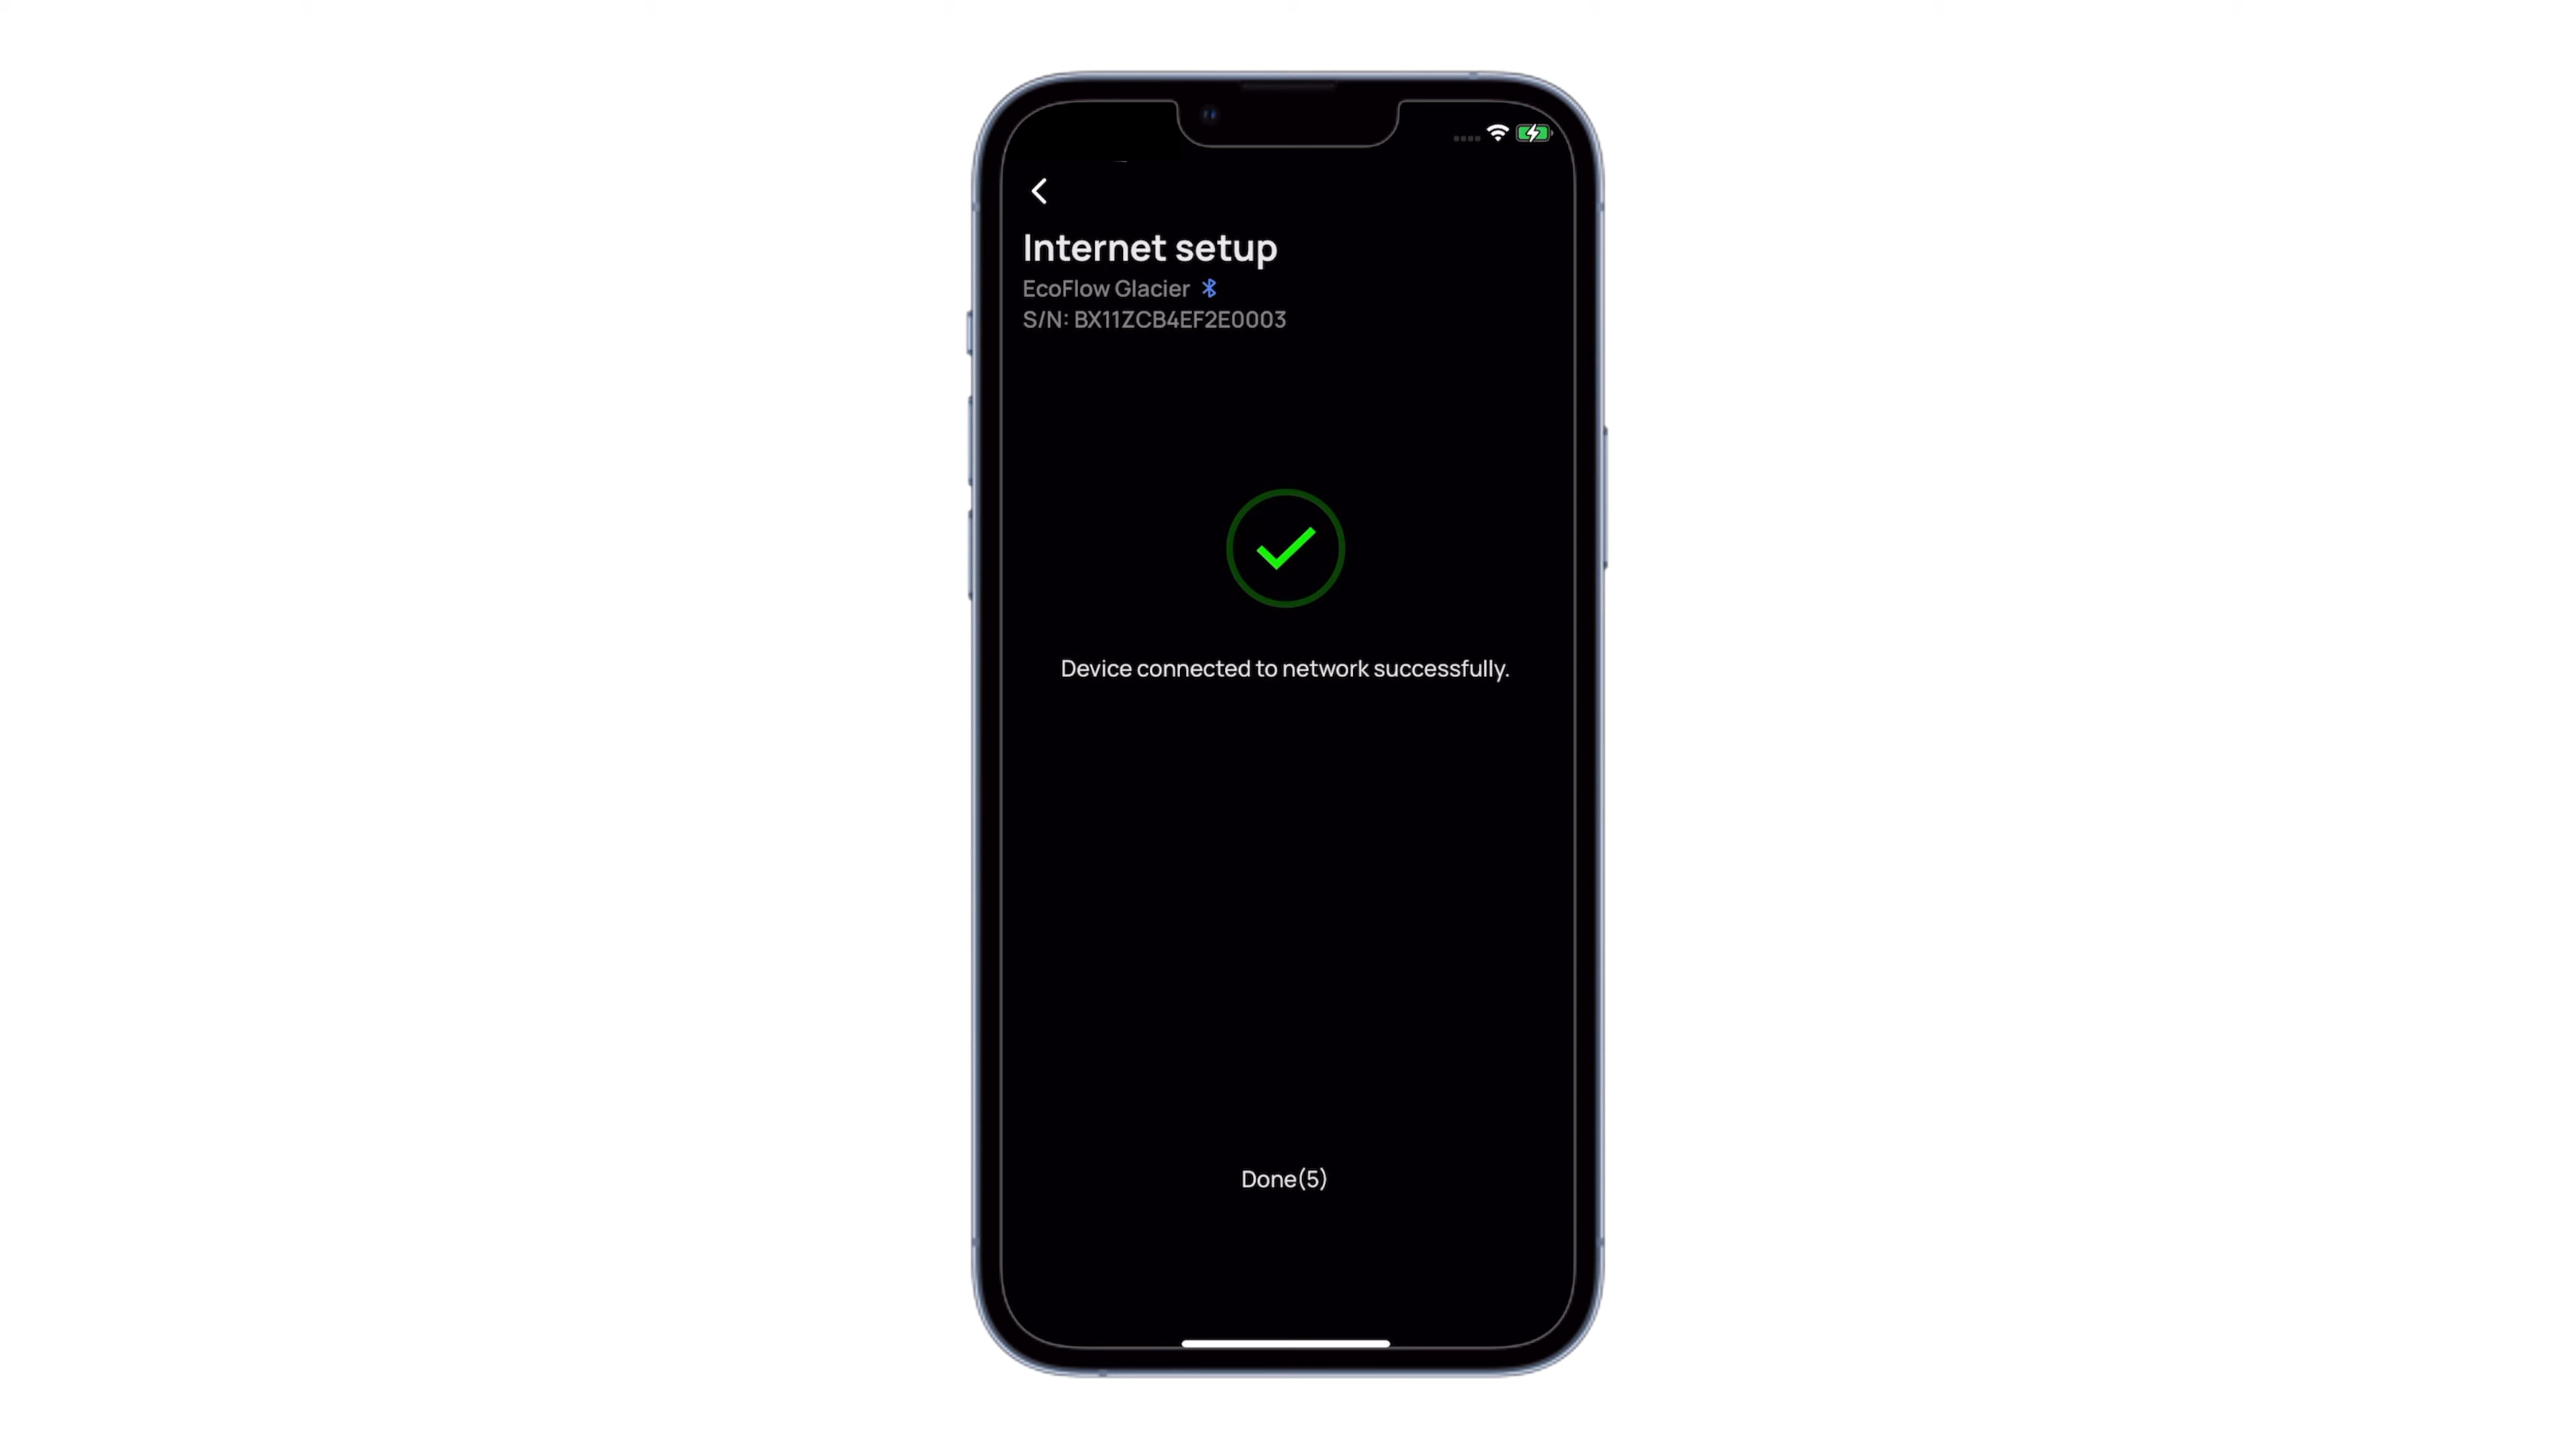 Internet setup
EcoFlow Glacier
S/N: BX11ZCB4EF2E0003
Device connected to network successfully.
Done(5)